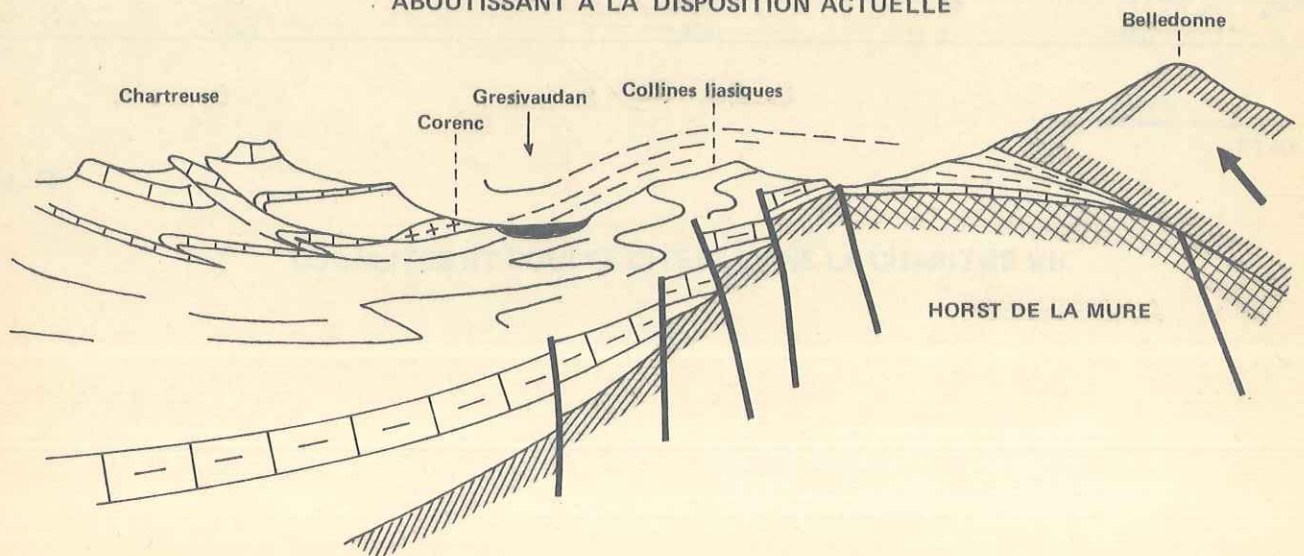 ABOUTISSANT A LA DISPOSITION ACTUELLE
Belledonne
Chartreuse
Gresivaudan
Collines liasiques
Corenc
HORST DE LA MURE